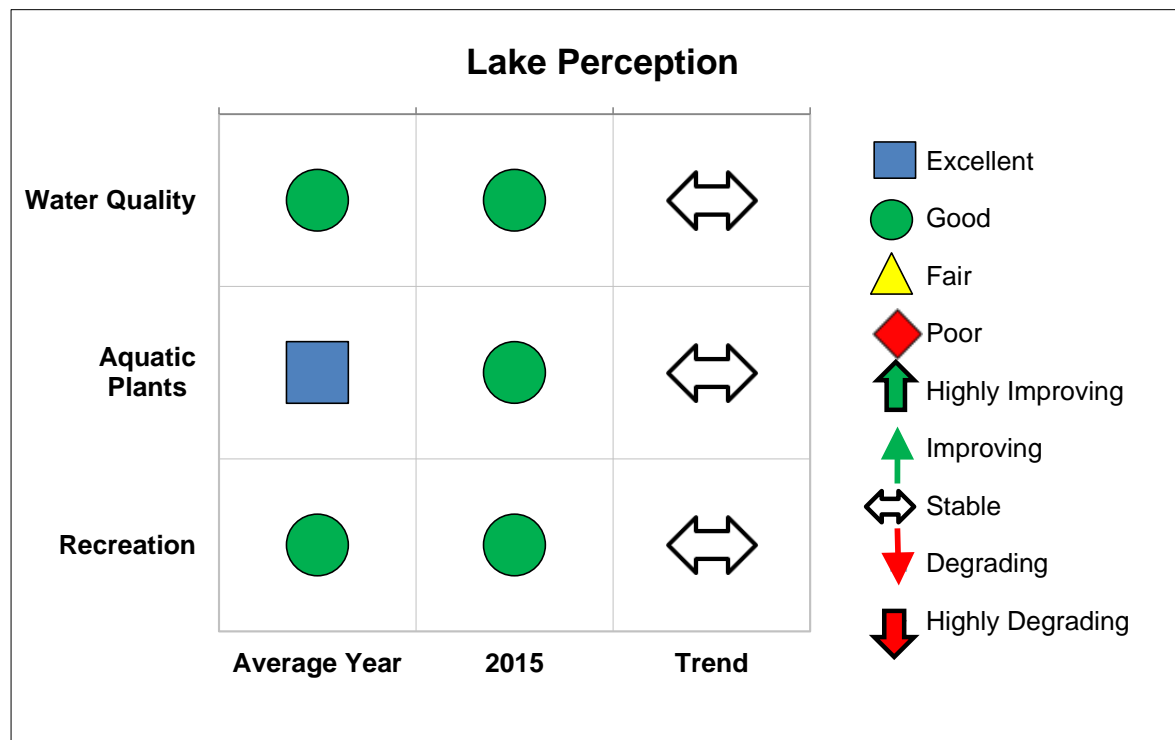 Lake Perception
Water Quality
Aquatic
Plants
Recreation
Average Year
2015
Trend
Excellent
Good
Fair
Poor
Highly Improving
Improving
Stable
Degrading
Highly Degrading